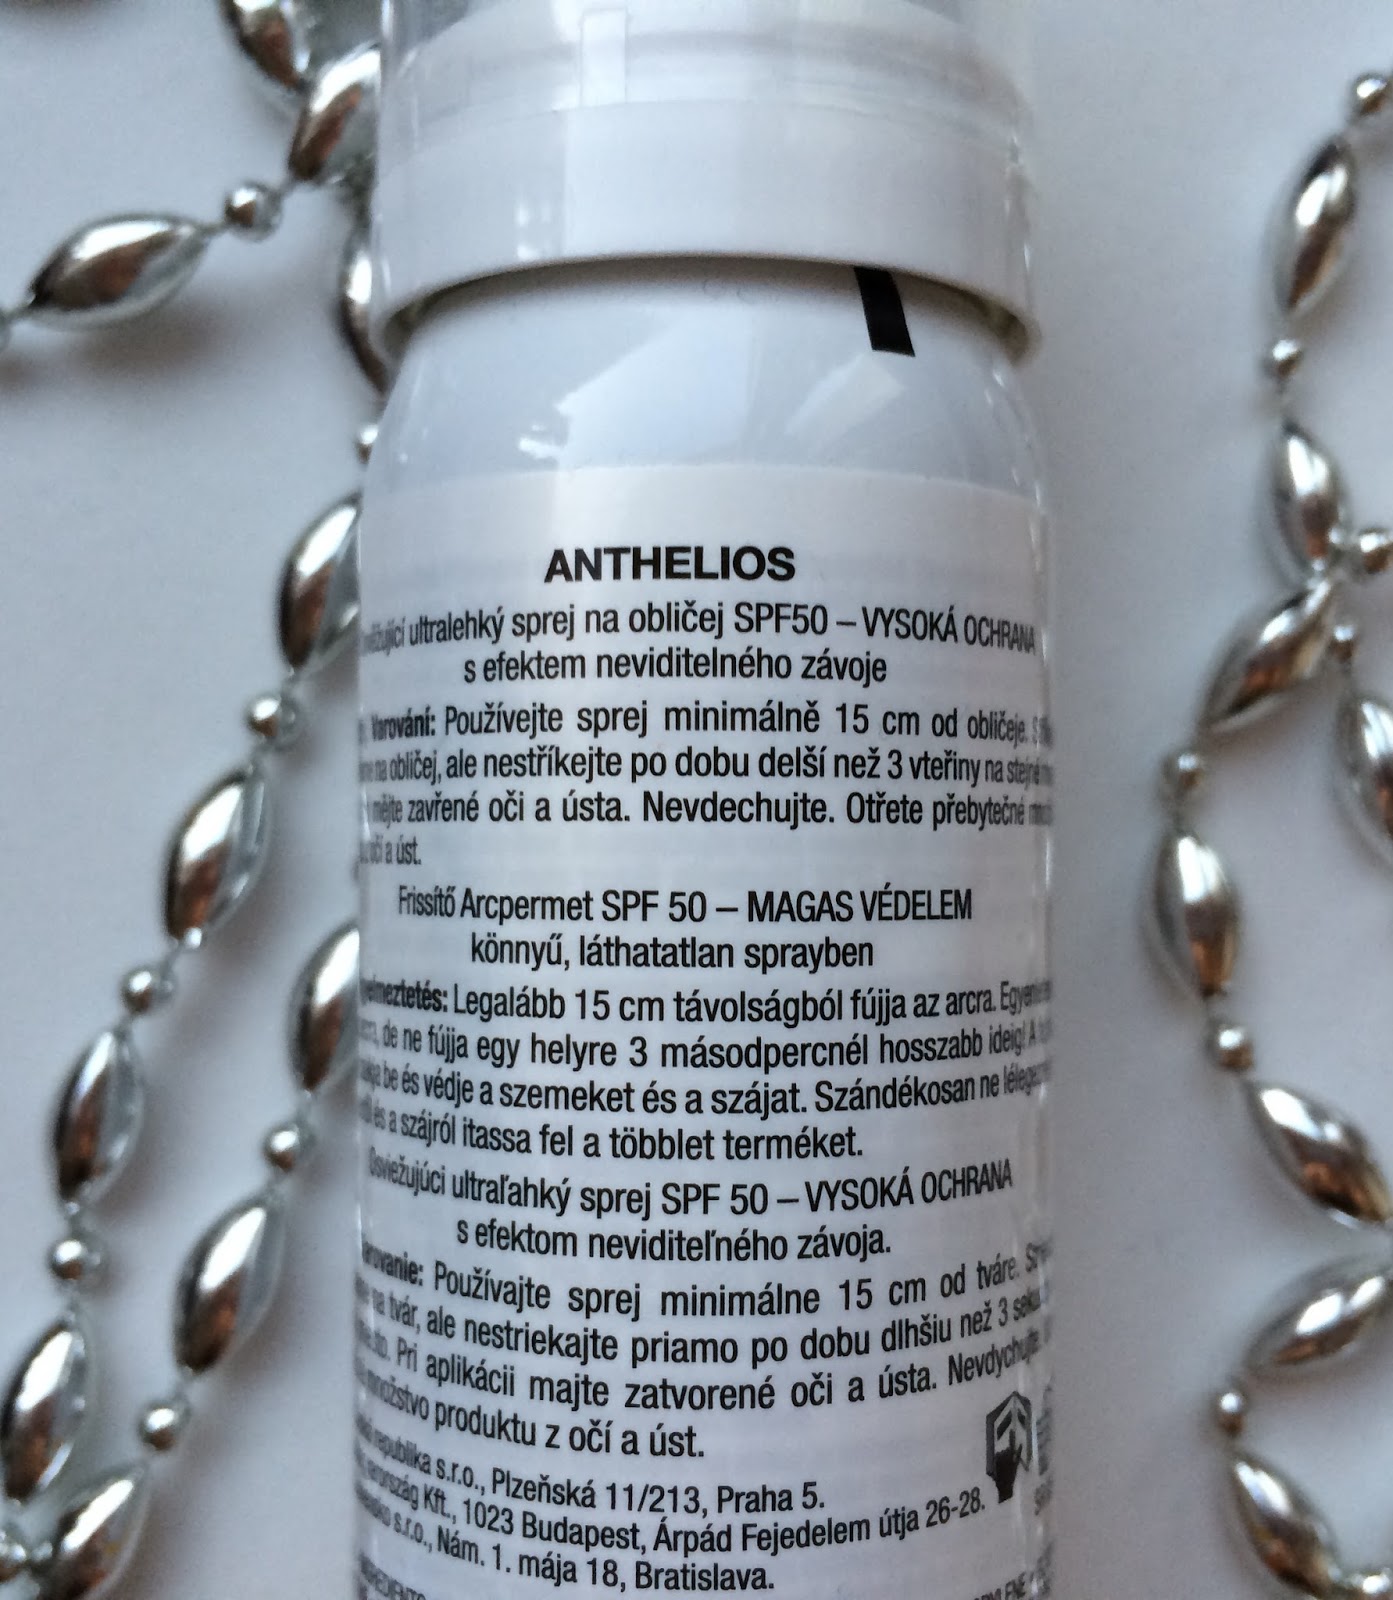 ANTHELIOS
ultralehký sprej na obličej SPF50 – VYSOKÁ OCHRANA
s efektem neviditelného závoje
Varování: Používejte sprej minimálně 15 cm od obličeje.
na obličej, ale nestříkejte po dobu delší než 3 vteřiny na stejné
mějte zavřené oči a ústa. Nevdechujte. Otřete přebytečné
očí a úst.
Frissítő Arcpermet SPF 50 – MAGAS VÉDELEM
könnyű, láthatatlan sprayben
Legalább 15 cm távolságból fújja az arcra.
de ne fújja egy helyre 3 másodpercnél hosszabb ideig! A
be és védje a szemeket és a száját. Szándékosan ne
és a szájról itassa fel a többlet terméket.
Osviežujúci ultraľahký sprej SPF 50 – VYSOKÁ OCHRANA
s efektom neviditeľného závoja.
Používajte sprej minimálne 15 cm od tváre.
na tvár, ale nestriekajte priamo po dobu dlhšiu než 3
Pri aplikácii majte zatvorené oči a ústa. Nevdychujte.
množstvo produktu z očí a úst.
republika s.r.o., Plzeňská 11/213, Praha 5.
Kft., 1023 Budapest, Árpád Fejedelem útja 26-28.
s.r.o., Nám. 1. mája 18, Bratislava.